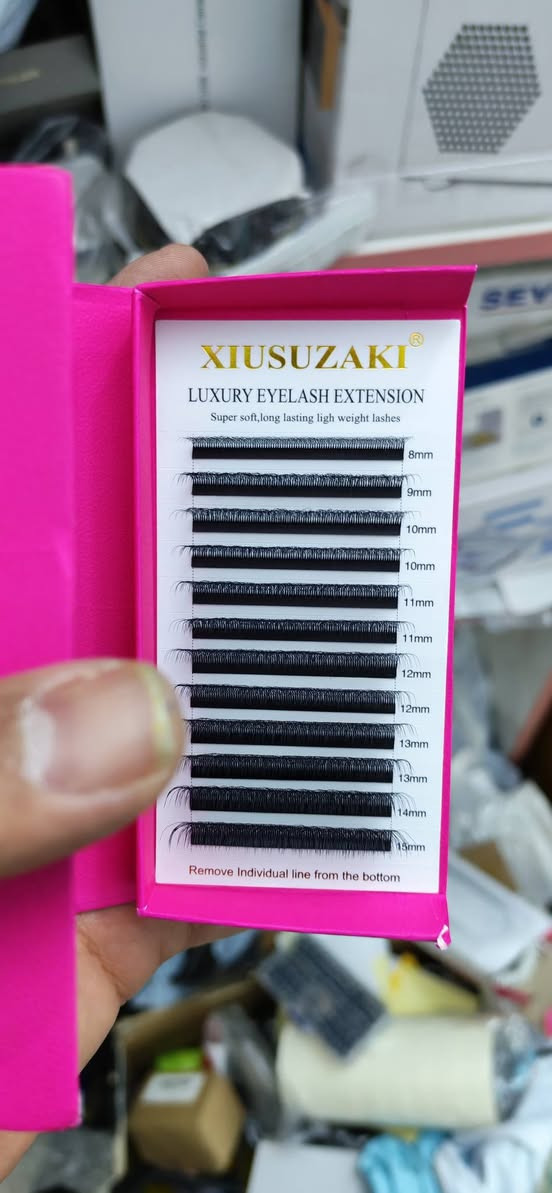 XIUSUZAKI®
LUXURY EYELASH EXTENSION
Super soft,long lasting ligh weight lashes
8mm
9mm
10mm
10mm
11mm
11mm
12mm
12mm
13mm
13mm
14mm
15mm
Remove Individual line from the bottom
SEV